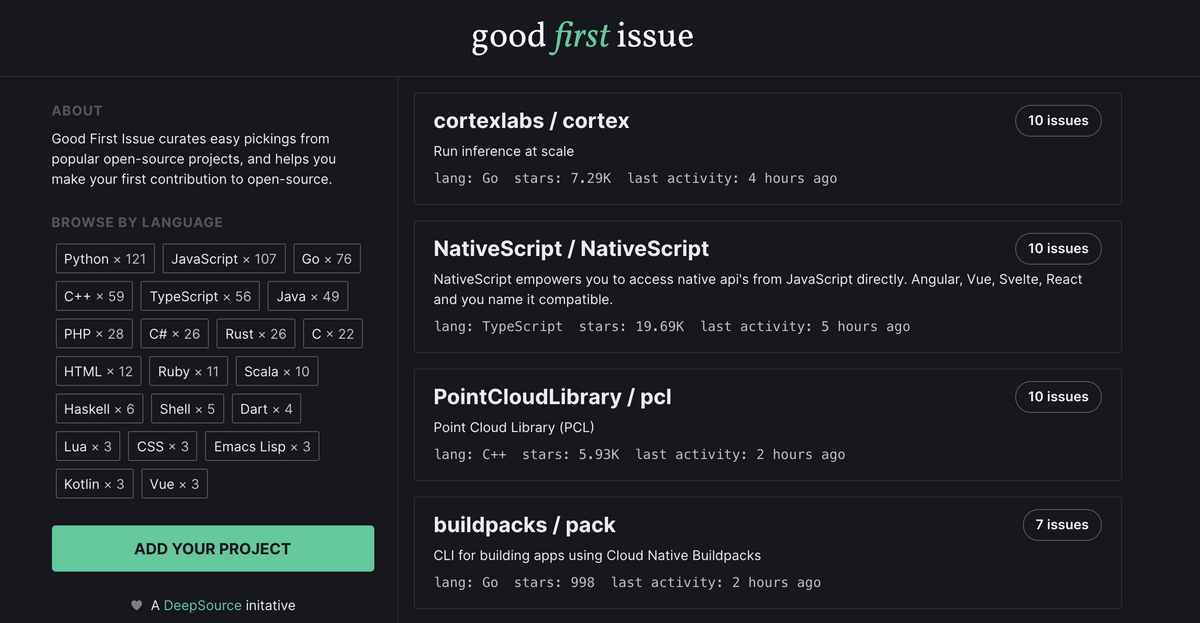 good first issue
ABOUT
Good First Issue curates easy pickings from
popular open-source projects, and helps you
make your first contribution to open-source.
BROWSE BY LANGUAGE
Python × 121 JavaScript × 107 Go × 76
C++ × 59 TypeScript × 56 Java × 49
PHP × 28 C# × 26 Rust × 26 C × 22
HTML × 12 Ruby × 11 Scala × 10
Haskell × 6 Shell × 5 Dart × 4
Lua × 3 CSS × 3 Emacs Lisp × 3
Kotlin × 3 Vue × 3
ADD YOUR PROJECT
A DeepSource initative
cortexlabs / cortex
10 issues
Run inference at scale
lang: Go stars: 7.29K last activity: 4 hours ago
NativeScript / NativeScript
10 issues
NativeScript empowers you to access native api's from JavaScript directly. Angular, Vue, Svelte, React
and you name it compatible.
lang: TypeScript stars: 19.69K last activity: 5 hours ago
PointCloudLibrary / pcl
10 issues
Point Cloud Library (PCL)
lang: C++ stars: 5.93K last activity: 2 hours ago
buildpacks / pack
7 issues
CLI for building apps using Cloud Native Buildpacks
lang: Go stars: 998 last activity: 2 hours ago